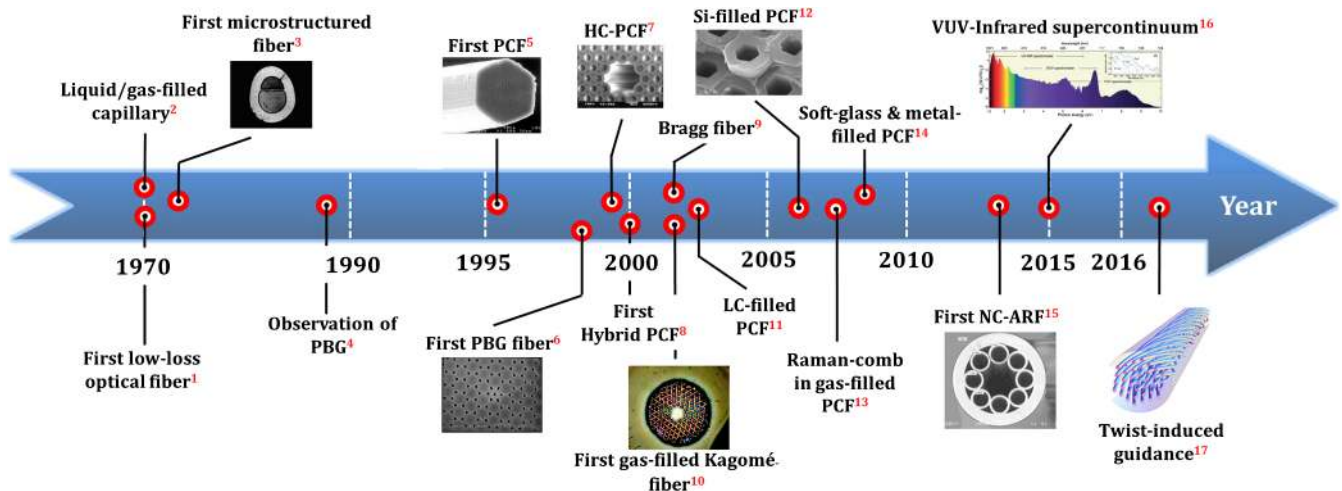 First microstructured
fiber3
Liquid/gas-filled
capillary2
First PCF5
HC-PCF7
Si-filled PCF12
Bragg fiber9
Soft-glass & metal-
filled PCF14
VUV-Infrared supercontinuum16
Year
1970
1990
1995
2000
2005
2010
2015
2016
First low-loss
optical fiber1
Observation of
PBG4
First PBG fiber6
First
Hybrid PCF8
First gas-filled Kagomé-
fiber10
LC-filled
PCF11
Raman-comb
in gas-filled
PCF13
First NC-ARF15
Twist-induced
guidance17